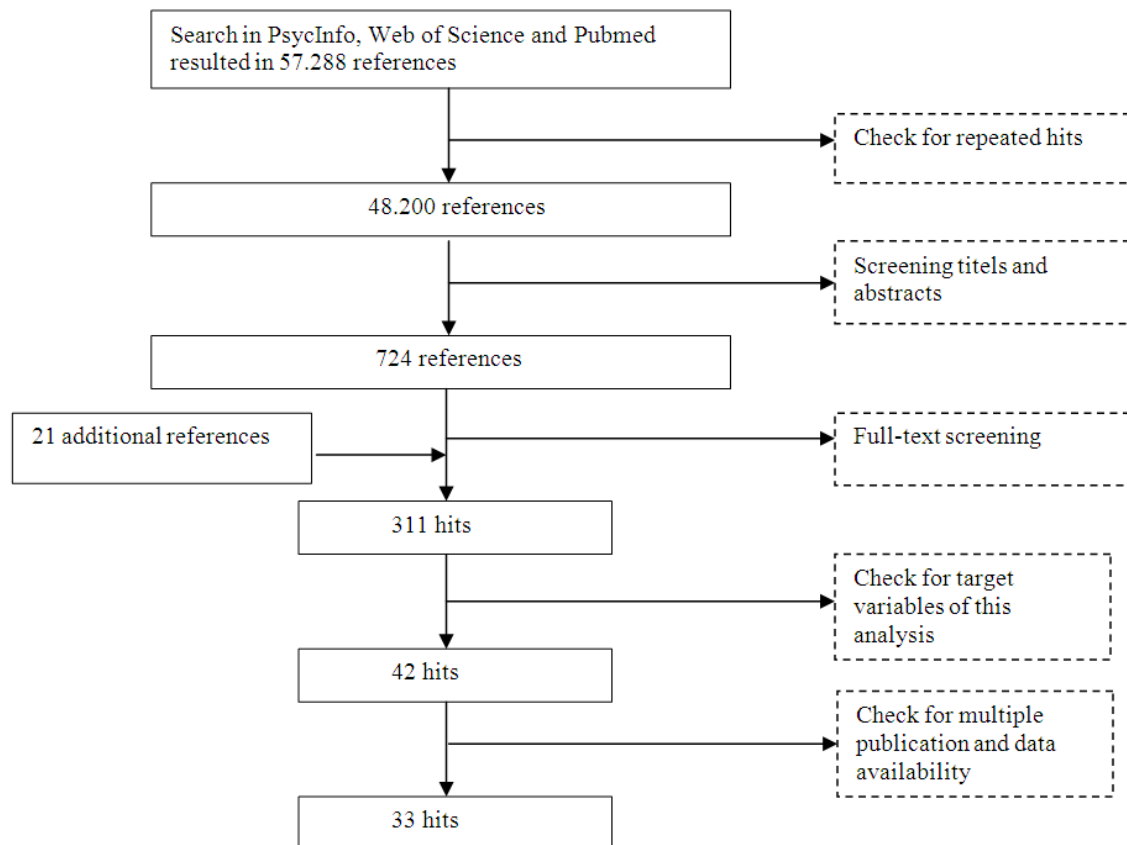 Search in PsycInfo, Web of Science and Pubmed
resulted in 57.288 references
Check for repeated hits
48.200 references
Screening titels and
abstracts
724 references
21 additional references
Full-text screening
311 hits
Check for target
variables of this
analysis
42 hits
Check for multiple
publication and data
availability
33 hits